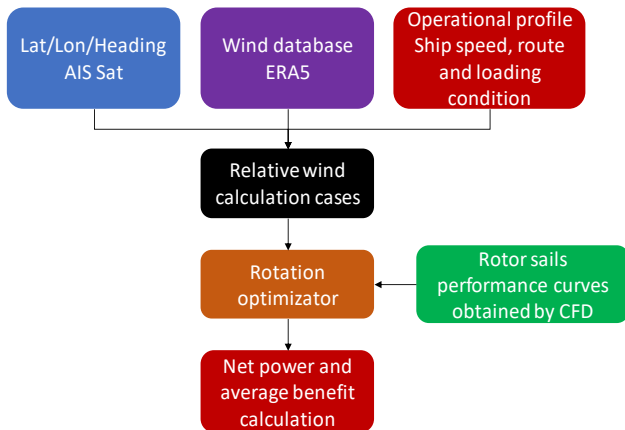 Lat/Lon/Heading
AIS Sat
Wind database
ERA5
Operational profile
Ship speed, route
and loading
condition
Relative wind
calculation cases
Rotation
optimizator
Rotor sails
performance curves
obtained by CFD
Net power and
average benefit
calculation